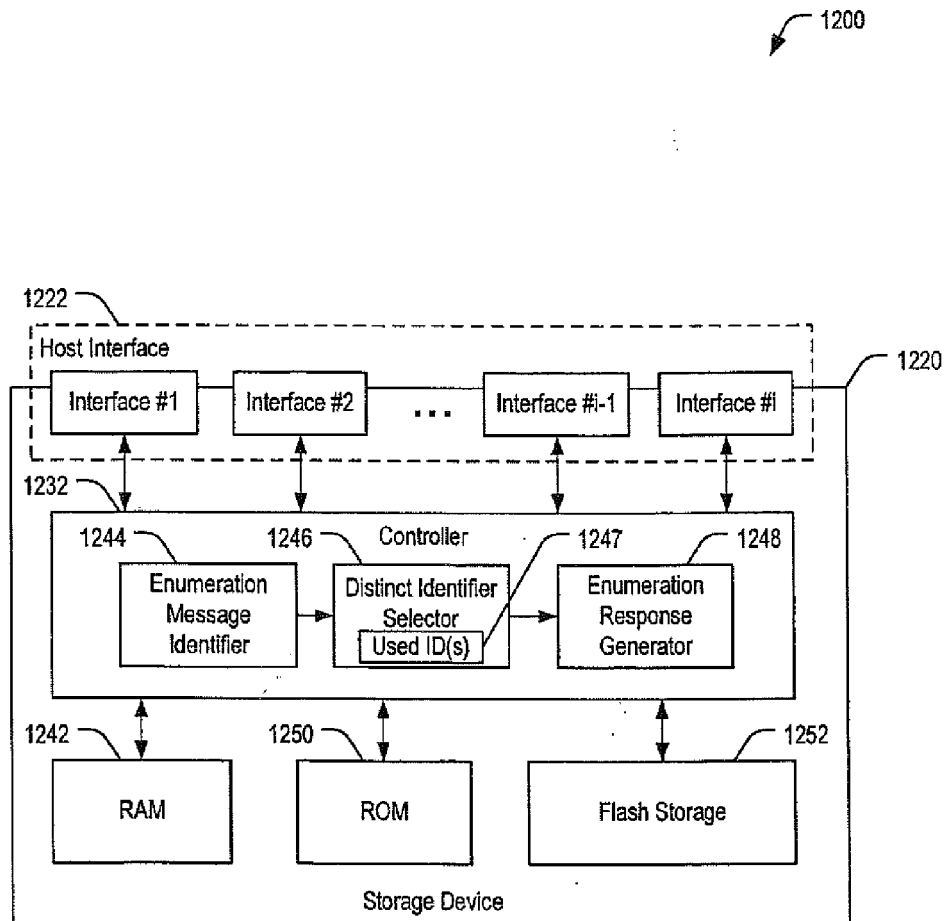 1200
1222
Host Interface
1220
Interface #1
Interface #2
...
Interface #i-1
Interface #i
1232
Controller
1244
1246
1247
1248
Enumeration
Message
Identifier
Distinct Identifier
Selector
Used ID(s)
Enumeration
Response
Generator
1242
1250
1252
RAM
ROM
Flash Storage
Storage Device